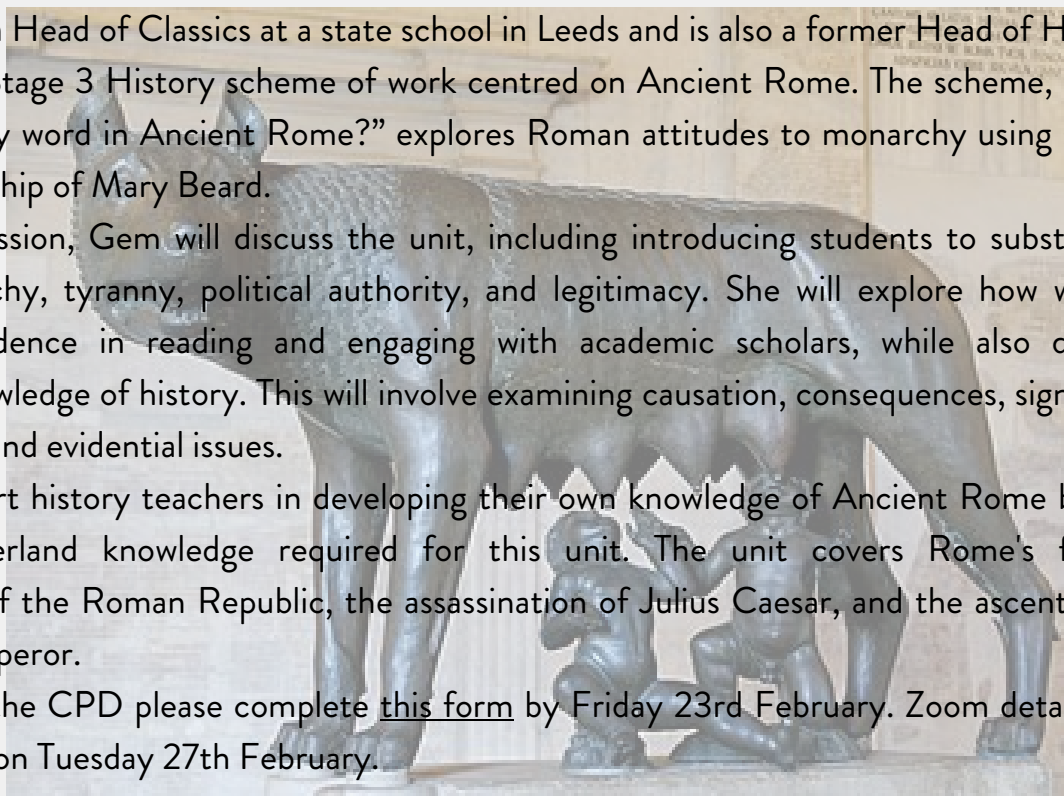 Head of Classics at a state school in Leeds and is also a former Head of H
tage 3 History scheme of work centred on Ancient Rome. The scheme,
y word in Ancient Rome?” explores Roman attitudes to monarchy using
hip of Mary Beard.
ssion, Gem will discuss the unit, including introducing students to subst
chy, tyranny, political authority, and legitimacy. She will explore how w
dence in reading and engaging with academic scholars, while also
wledge of history. This will involve examining causation, consequences, sign
nd evidential issues.
rt history teachers in developing their own knowledge of Ancient Rome
erland knowledge required for this unit. The unit covers Rome's f
f the Roman Republic, the assassination of Julius Caesar, and the ascent
peror.
he CPD please complete this form by Friday 23rd February. Zoom deta
on Tuesday 27th February.